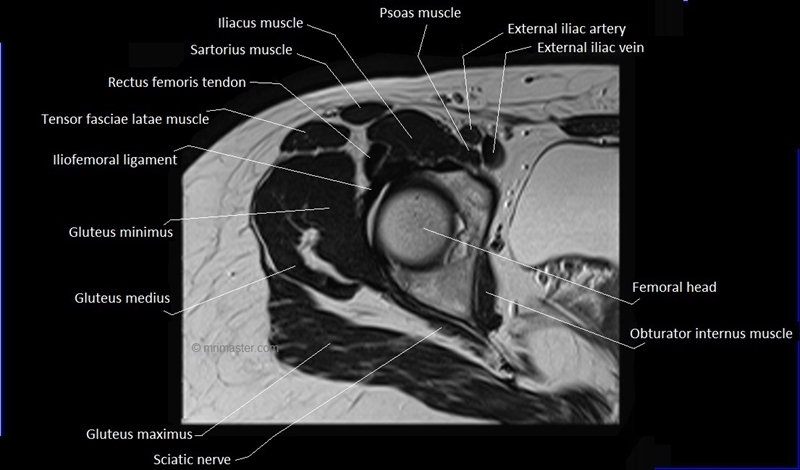 Psoas muscle
Iliacus muscle
External iliac artery
Sartorius muscle
External iliac vein
Rectus femoris tendon
Tensor fasciae latae muscle
Iliofemoral ligament
Gluteus minimus
Femoral head
Gluteus medius
Obturator internus muscle
© mrimaster.com
Gluteus maximus
Sciatic nerve